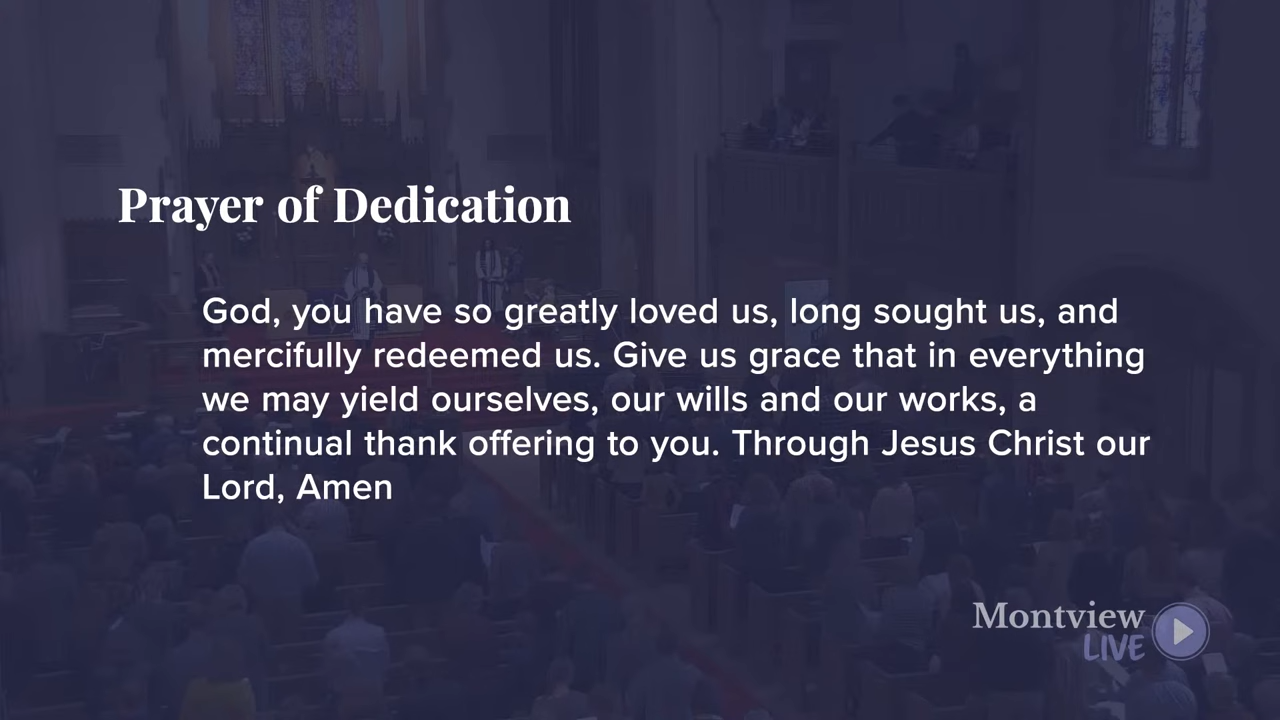 Prayer of Dedication
God, you have so greatly loved us, long sought us, and
mercifully redeemed us. Give us grace that in everything
we may yield ourselves, our wills and our works, a
continual thank offering to you. Through Jesus Christ our
Lord, Amen
Montview
LIVE